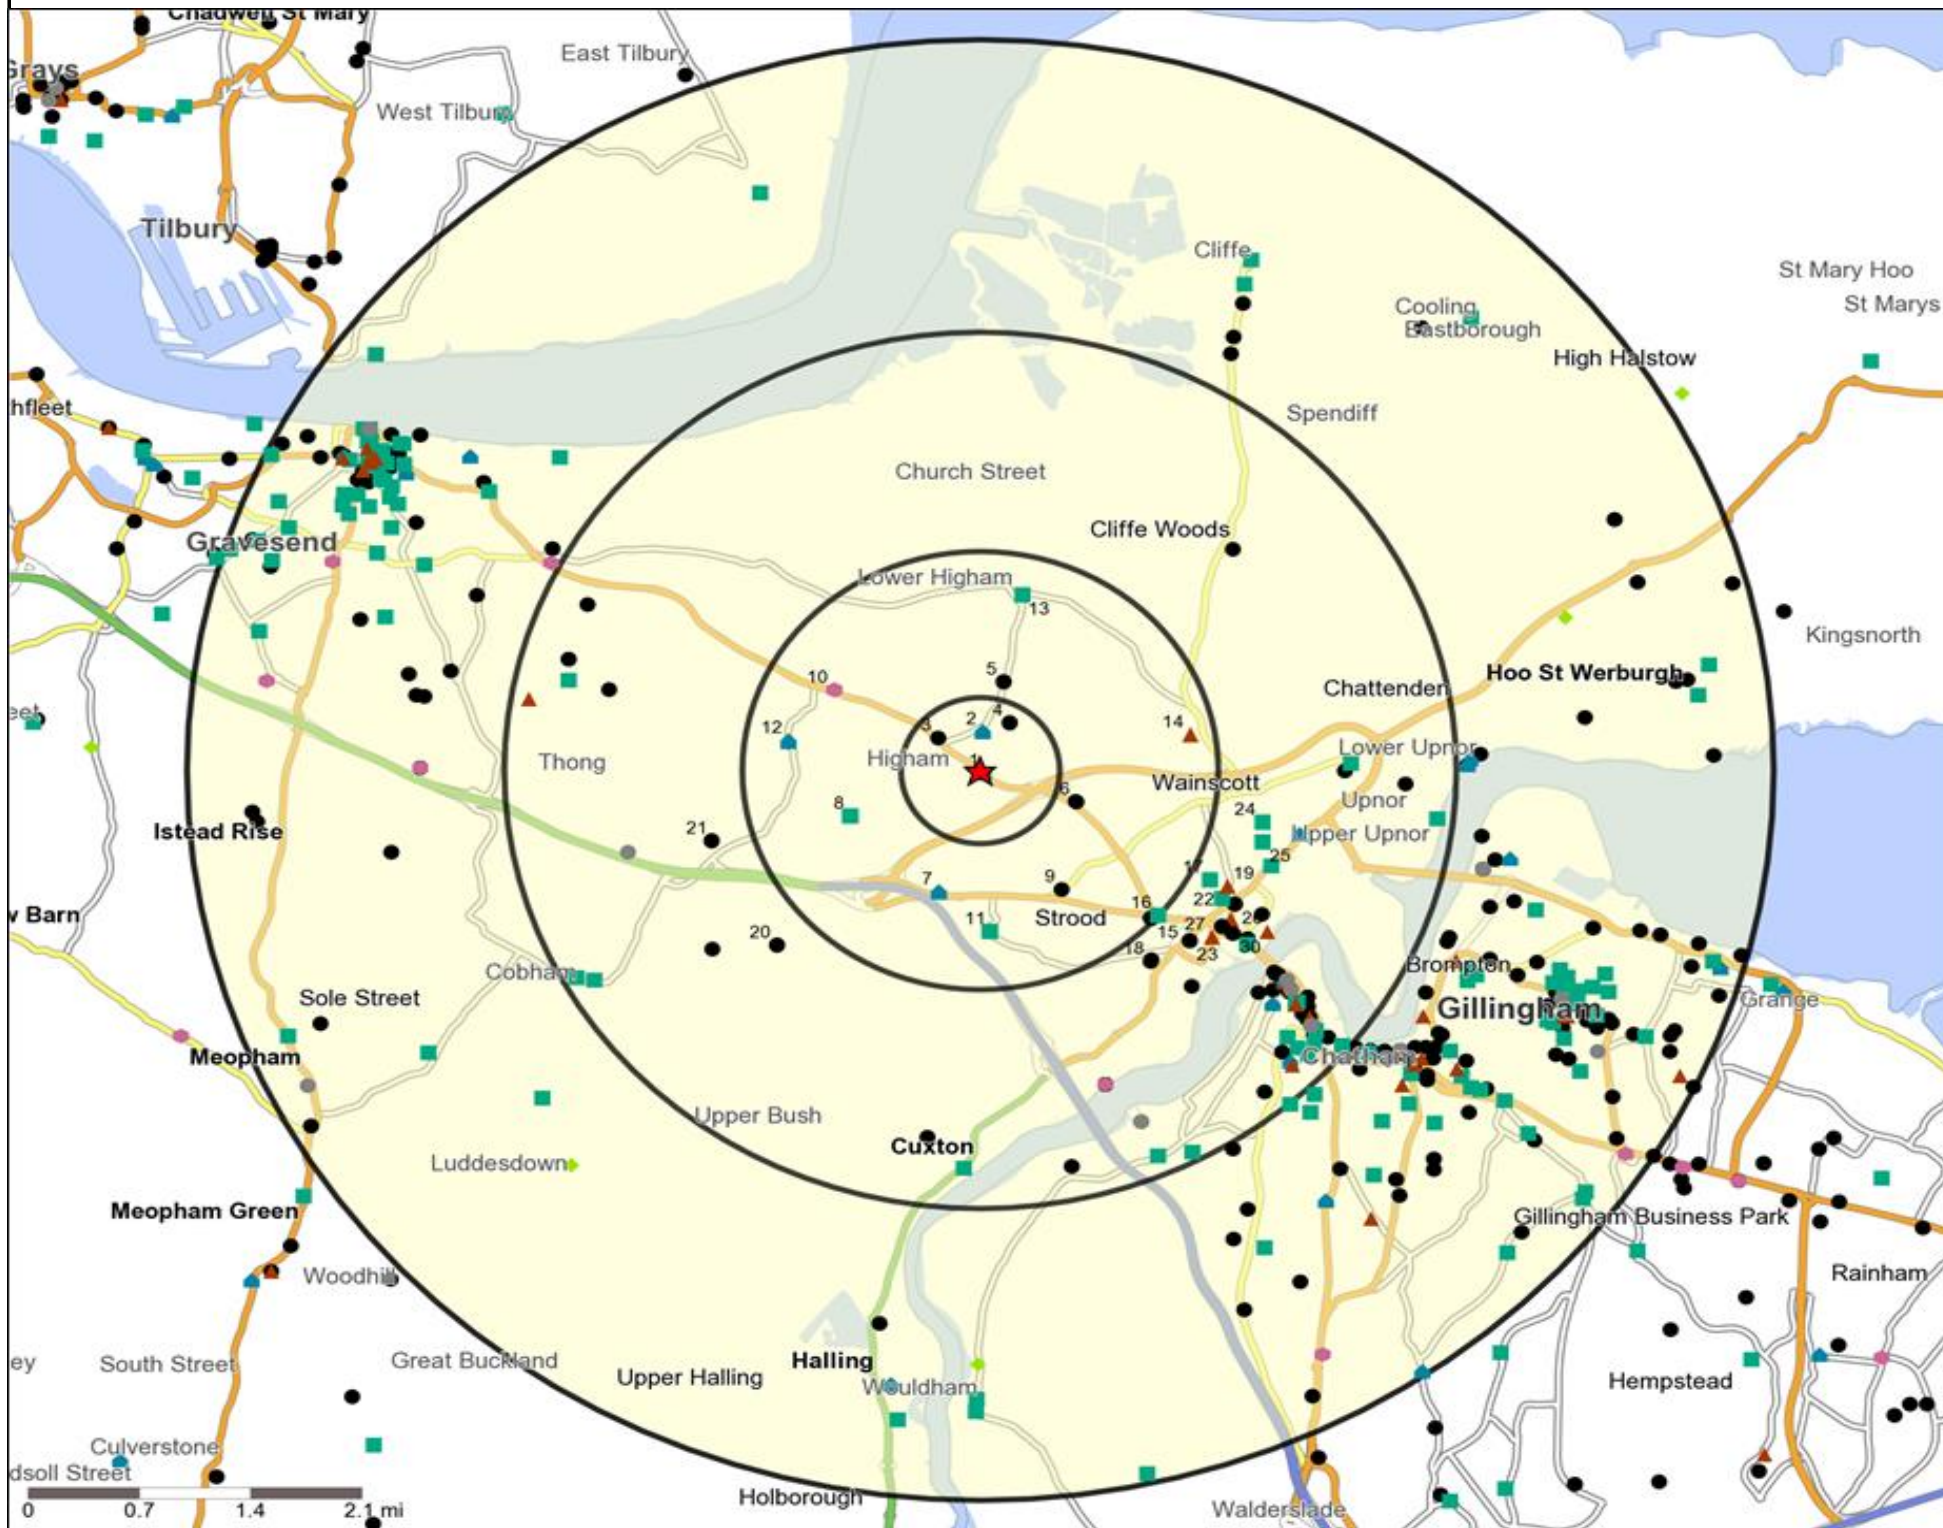 Chadwell St Mary
East Tilbury
Grays
West Tilbury
Tilbury
Cliffe
St Mary Hoo
Cooling
St Marys
Eastborough
High Halstow
hfleet
Spendiff
Church Street
Cliffe Woods
Gravesend
Lower Higham
13
Kingsnorth
5
10
Hoo St Werburgh
Chattenden
eet
4
14
2
3
12
Lower Upnor
Higham
1
Thong
Wainscott
6
Upnor
8
24
21
Istead Rise
Upper Upnor
25
17
19
7
9
22
16
w Barn
11
Strood
27
15
20
18
23
30
Brompton
Cobham
Sole Street
Gillingham
Grange
Meopham
Chatham
Upper Bush
Cuxton
Luddesdown
Meopham Green
Gillingham Business Park
Woodhill
Rainham
ey
South Street
Great Buckland
Halling
Upper Halling
Wouldham
Hempstead
Culverstone
dsoll Street
Holborough
Walderslade
0
0.7
1.4
2.1 mi